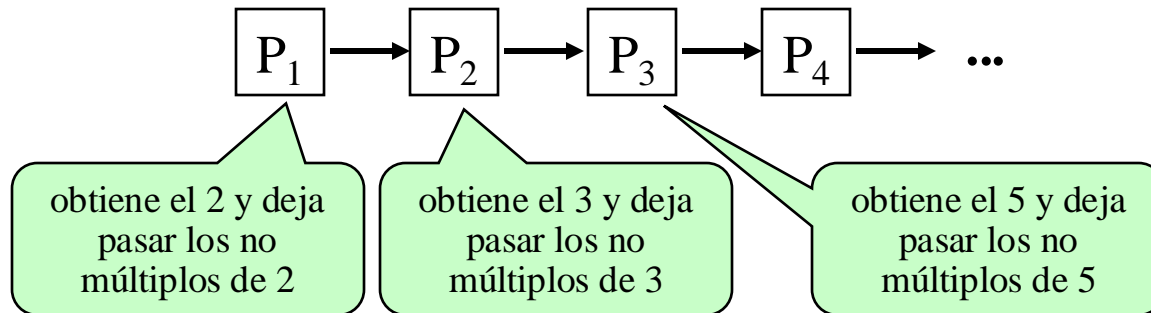 P₁ P₂ P₃ P₄ ...
obtiene el 2 y deja
pasar los no
múltiplos de 2
obtiene el 3 y deja
pasar los no
múltiplos de 3
obtiene el 5 y deja
pasar los no
múltiplos de 5